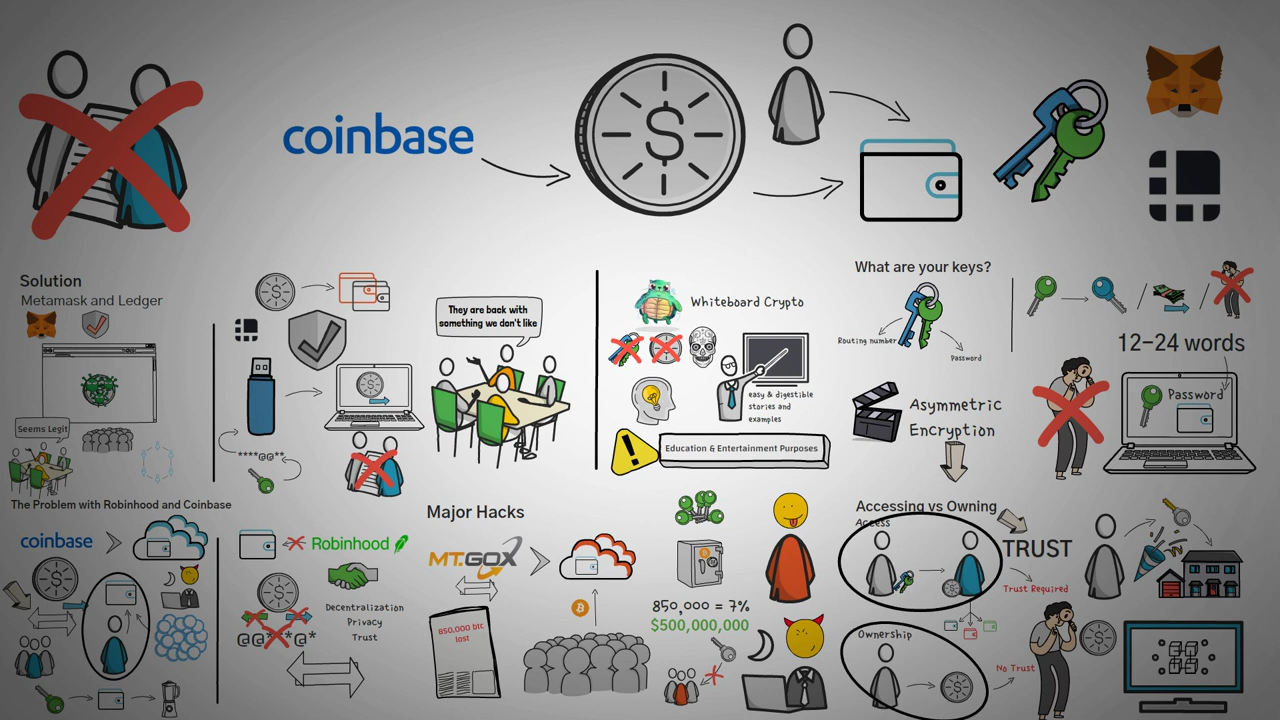 coinbase
Solution
Metamask and Ledger
Seems Legit
****@@**
They are back with
something we don't like
Whiteboard Crypto
easy & digestible
stories and
examples
Education & Entertainment Purposes
What are your keys?
Routing number
Password
Asymmetric
Encryption
12-24 words
Password
The Problem with Robinhood and Coinbase
coinbase
Robinhood
Decentralization
Privacy
Trust
Major Hacks
MT.GOX
850,000 btc
lost
850,000 = 7%
$500,000,000
Accessing vs Owning
Access
TRUST
Trust Required
Ownership
No Trust